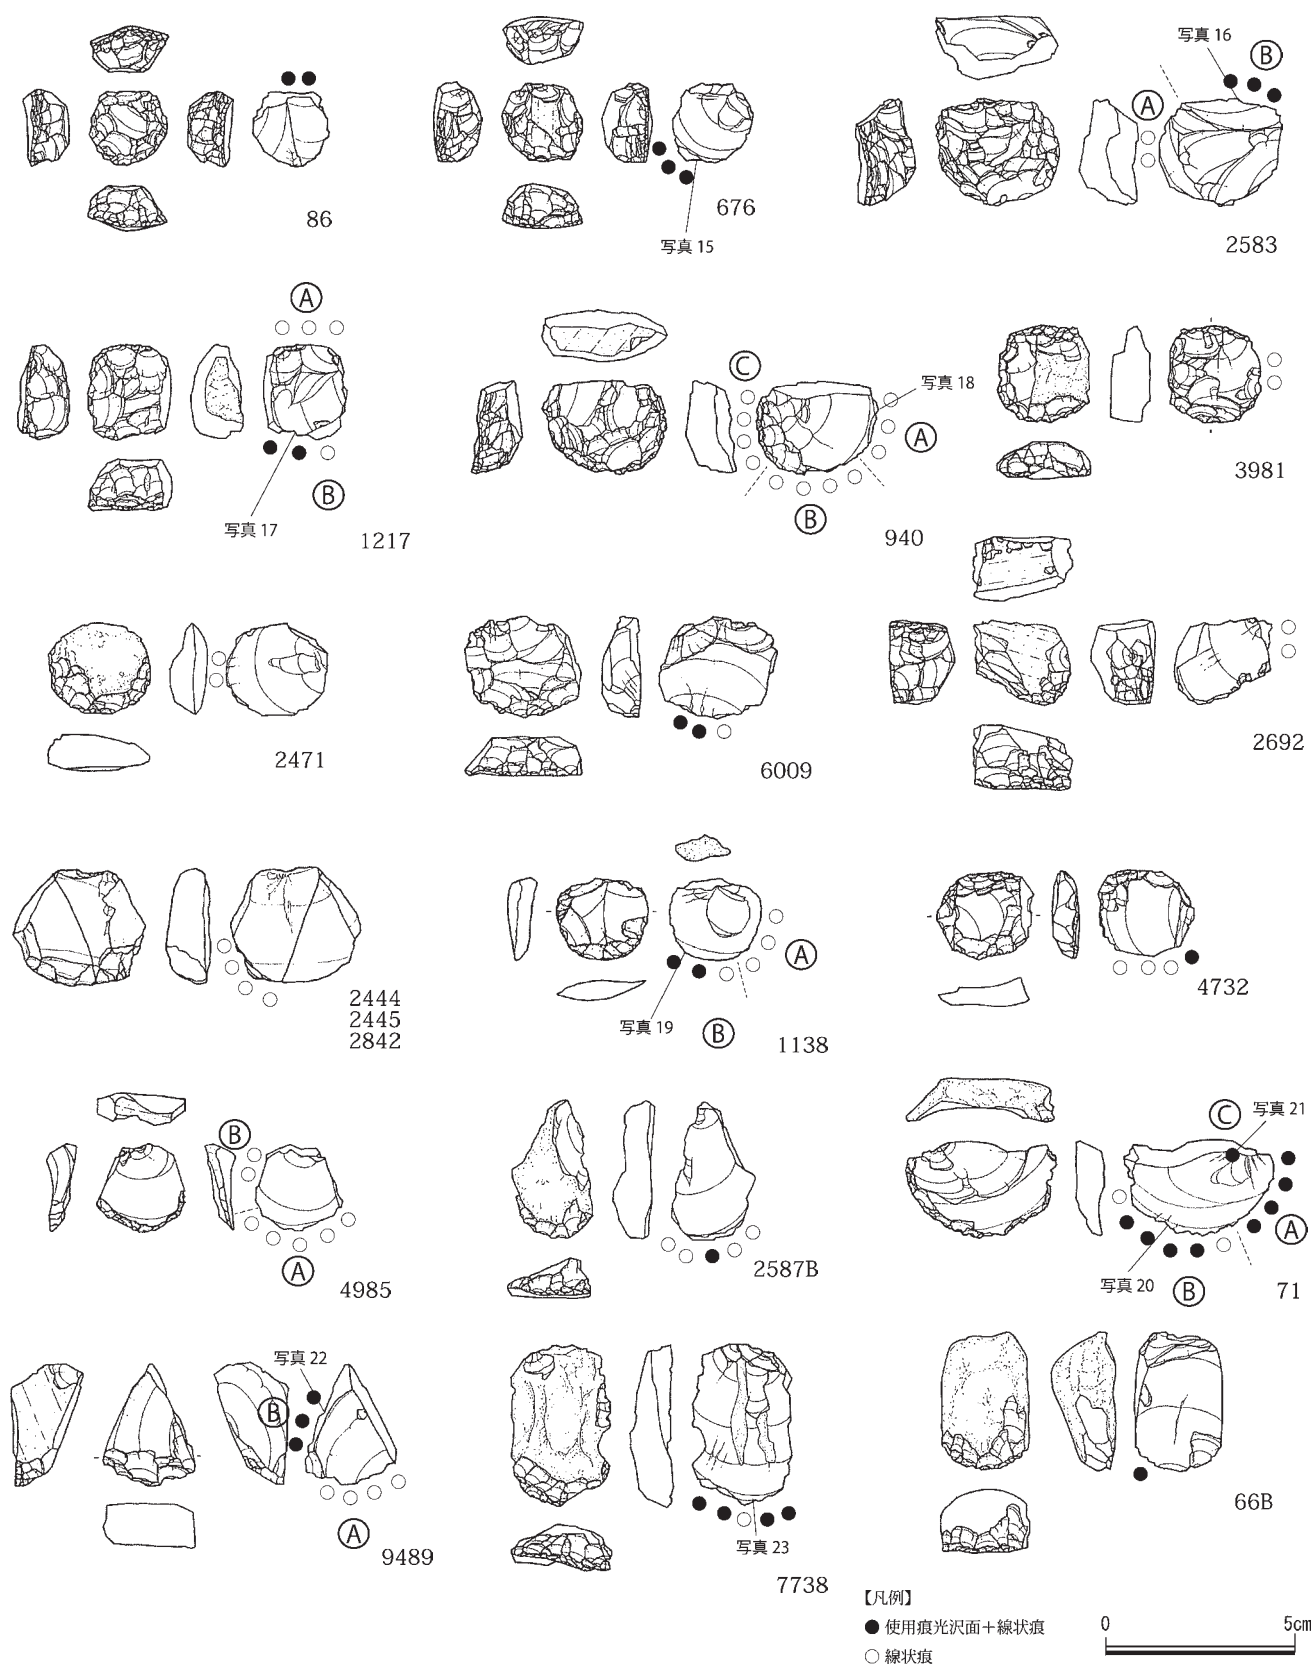 写真 16
Ⓑ
Ⓐ
86
676
写真 15
2583
Ⓐ
Ⓒ
写真 18
Ⓐ
3981
Ⓑ
写真 17
1217
Ⓑ
940
2471
6009
2692
2444
2445
2842
Ⓐ
写真 19
Ⓑ
1138
4732
Ⓑ
Ⓐ
4985
2587B
Ⓒ
写真 21
Ⓐ
写真 20
Ⓑ
71
写真 22
Ⓑ
Ⓐ
9489
写真 23
7738
66B
【凡例】
● 使用痕光沢面＋線状痕
○ 線状痕
0 5cm